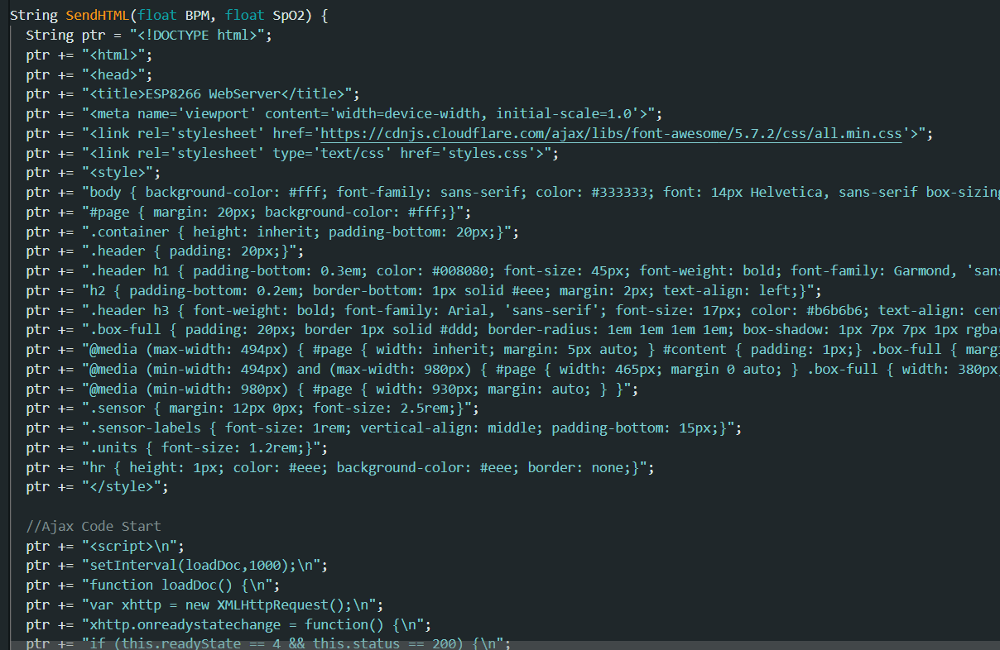 String SendHTML(float BPM, float SpO2) {
String ptr = "<!DOCTYPE html>";
ptr += "<html>";
ptr += "<head>";
ptr += "<title>ESP8266 WebServer</title>";
ptr += "<meta name='viewport' content='width=device-width, initial-scale=1.0'>";
ptr += "<link rel='stylesheet' href='https://cdnjs.cloudflare.com/ajax/libs/font-awesome/5.7.2/css/all.min.css'>";
ptr += "<link rel='stylesheet' type='text/css' href='styles.css'>";
ptr += "<style>";
ptr += "body { background-color: #fff; font-family: sans-serif; color: #333333; font: 14px Helvetica, sans-serif box-sizing
ptr += "#page { margin: 20px; background-color: #fff;}";
ptr += ".container { height: inherit; padding-bottom: 20px;}";
ptr += ".header { padding: 20px;}";
ptr += ".header h1 { padding-bottom: 0.3em; color: #008080; font-size: 45px; font-weight: bold; font-family: Garmond, 'sans
ptr += "h2 { padding-bottom: 0.2em; border-bottom: 1px solid #eee; margin: 2px; text-align: left;}";
ptr += ".header h3 { font-weight: bold; font-family: Arial, 'sans-serif'; font-size: 17px; color: #b6b6b6; text-align: cen
ptr += ".box-full { padding: 20px; border 1px solid #ddd; border-radius: 1em 1em 1em 1em; box-shadow: 1px 7px 7px 1px rgba(
ptr += "@media (max-width: 494px) { #page { width: inherit; margin: 5px auto; } #content { padding: 1px;} .box-full { marg
ptr += "@media (min-width: 494px) and (max-width: 980px) { #page { width: 465px; margin 0 auto; } .box-full { width: 380px;
ptr += "@media (min-width: 980px) { #page { width: 930px; margin: auto; } }";
ptr += ".sensor { margin: 12px 0px; font-size: 2.5rem;}";
ptr += ".sensor-labels { font-size: 1rem; vertical-align: middle; padding-bottom: 15px;}";
ptr += ".units { font-size: 1.2rem;}";
ptr += "hr { height: 1px; color: #eee; background-color: #eee; border: none;}";
ptr += "</style>";
//Ajax Code Start
ptr += "<script>\n";
ptr += "setInterval(loadDoc,1000);\n";
ptr += "function loadDoc() {\n";
ptr += "var xhttp = new XMLHttpRequest();\n";
ptr += "xhttp.onreadystatechange = function() {\n";
ptr += "if (this.readyState == 4 && this.status == 200) {\n";